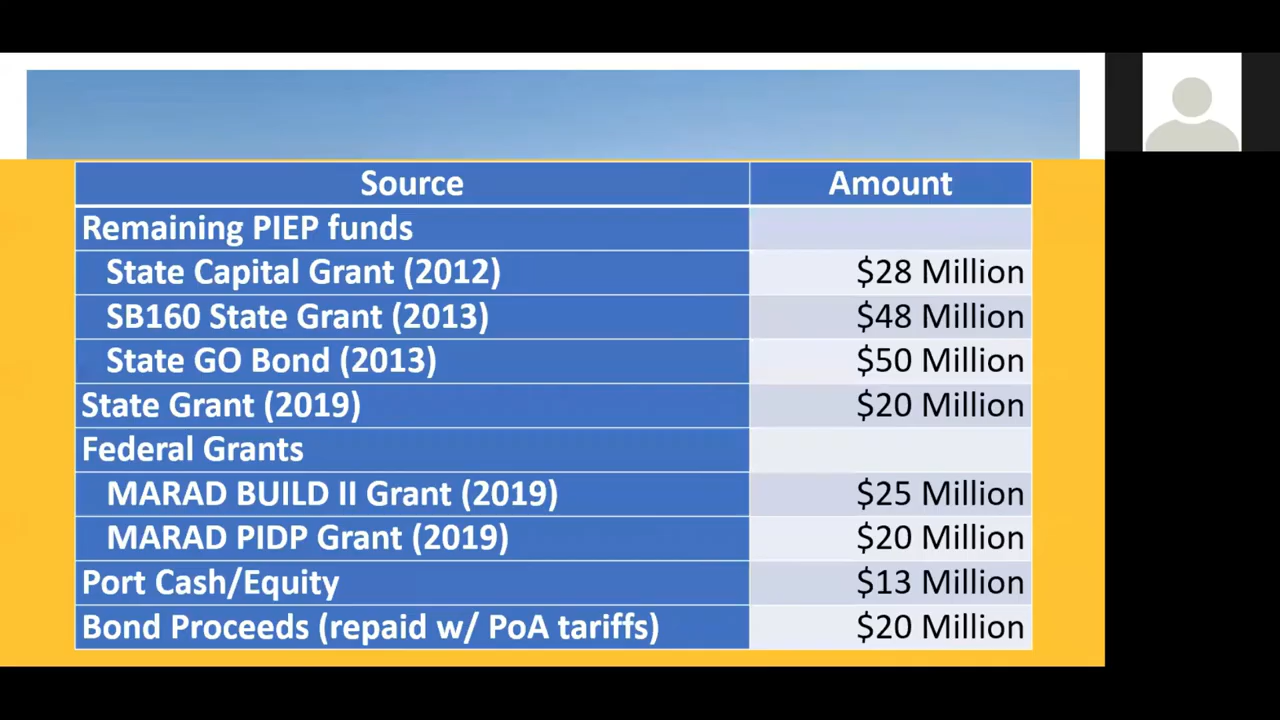 Source Amount
Remaining PIEP funds
State Capital Grant (2012) $28 Million
SB160 State Grant (2013) $48 Million
State GO Bond (2013) $50 Million
State Grant (2019) $20 Million
Federal Grants
MARAD BUILD II Grant (2019) $25 Million
MARAD PIDP Grant (2019) $20 Million
Port Cash/Equity $13 Million
Bond Proceeds (repaid w/ PoA tariffs) $20 Million